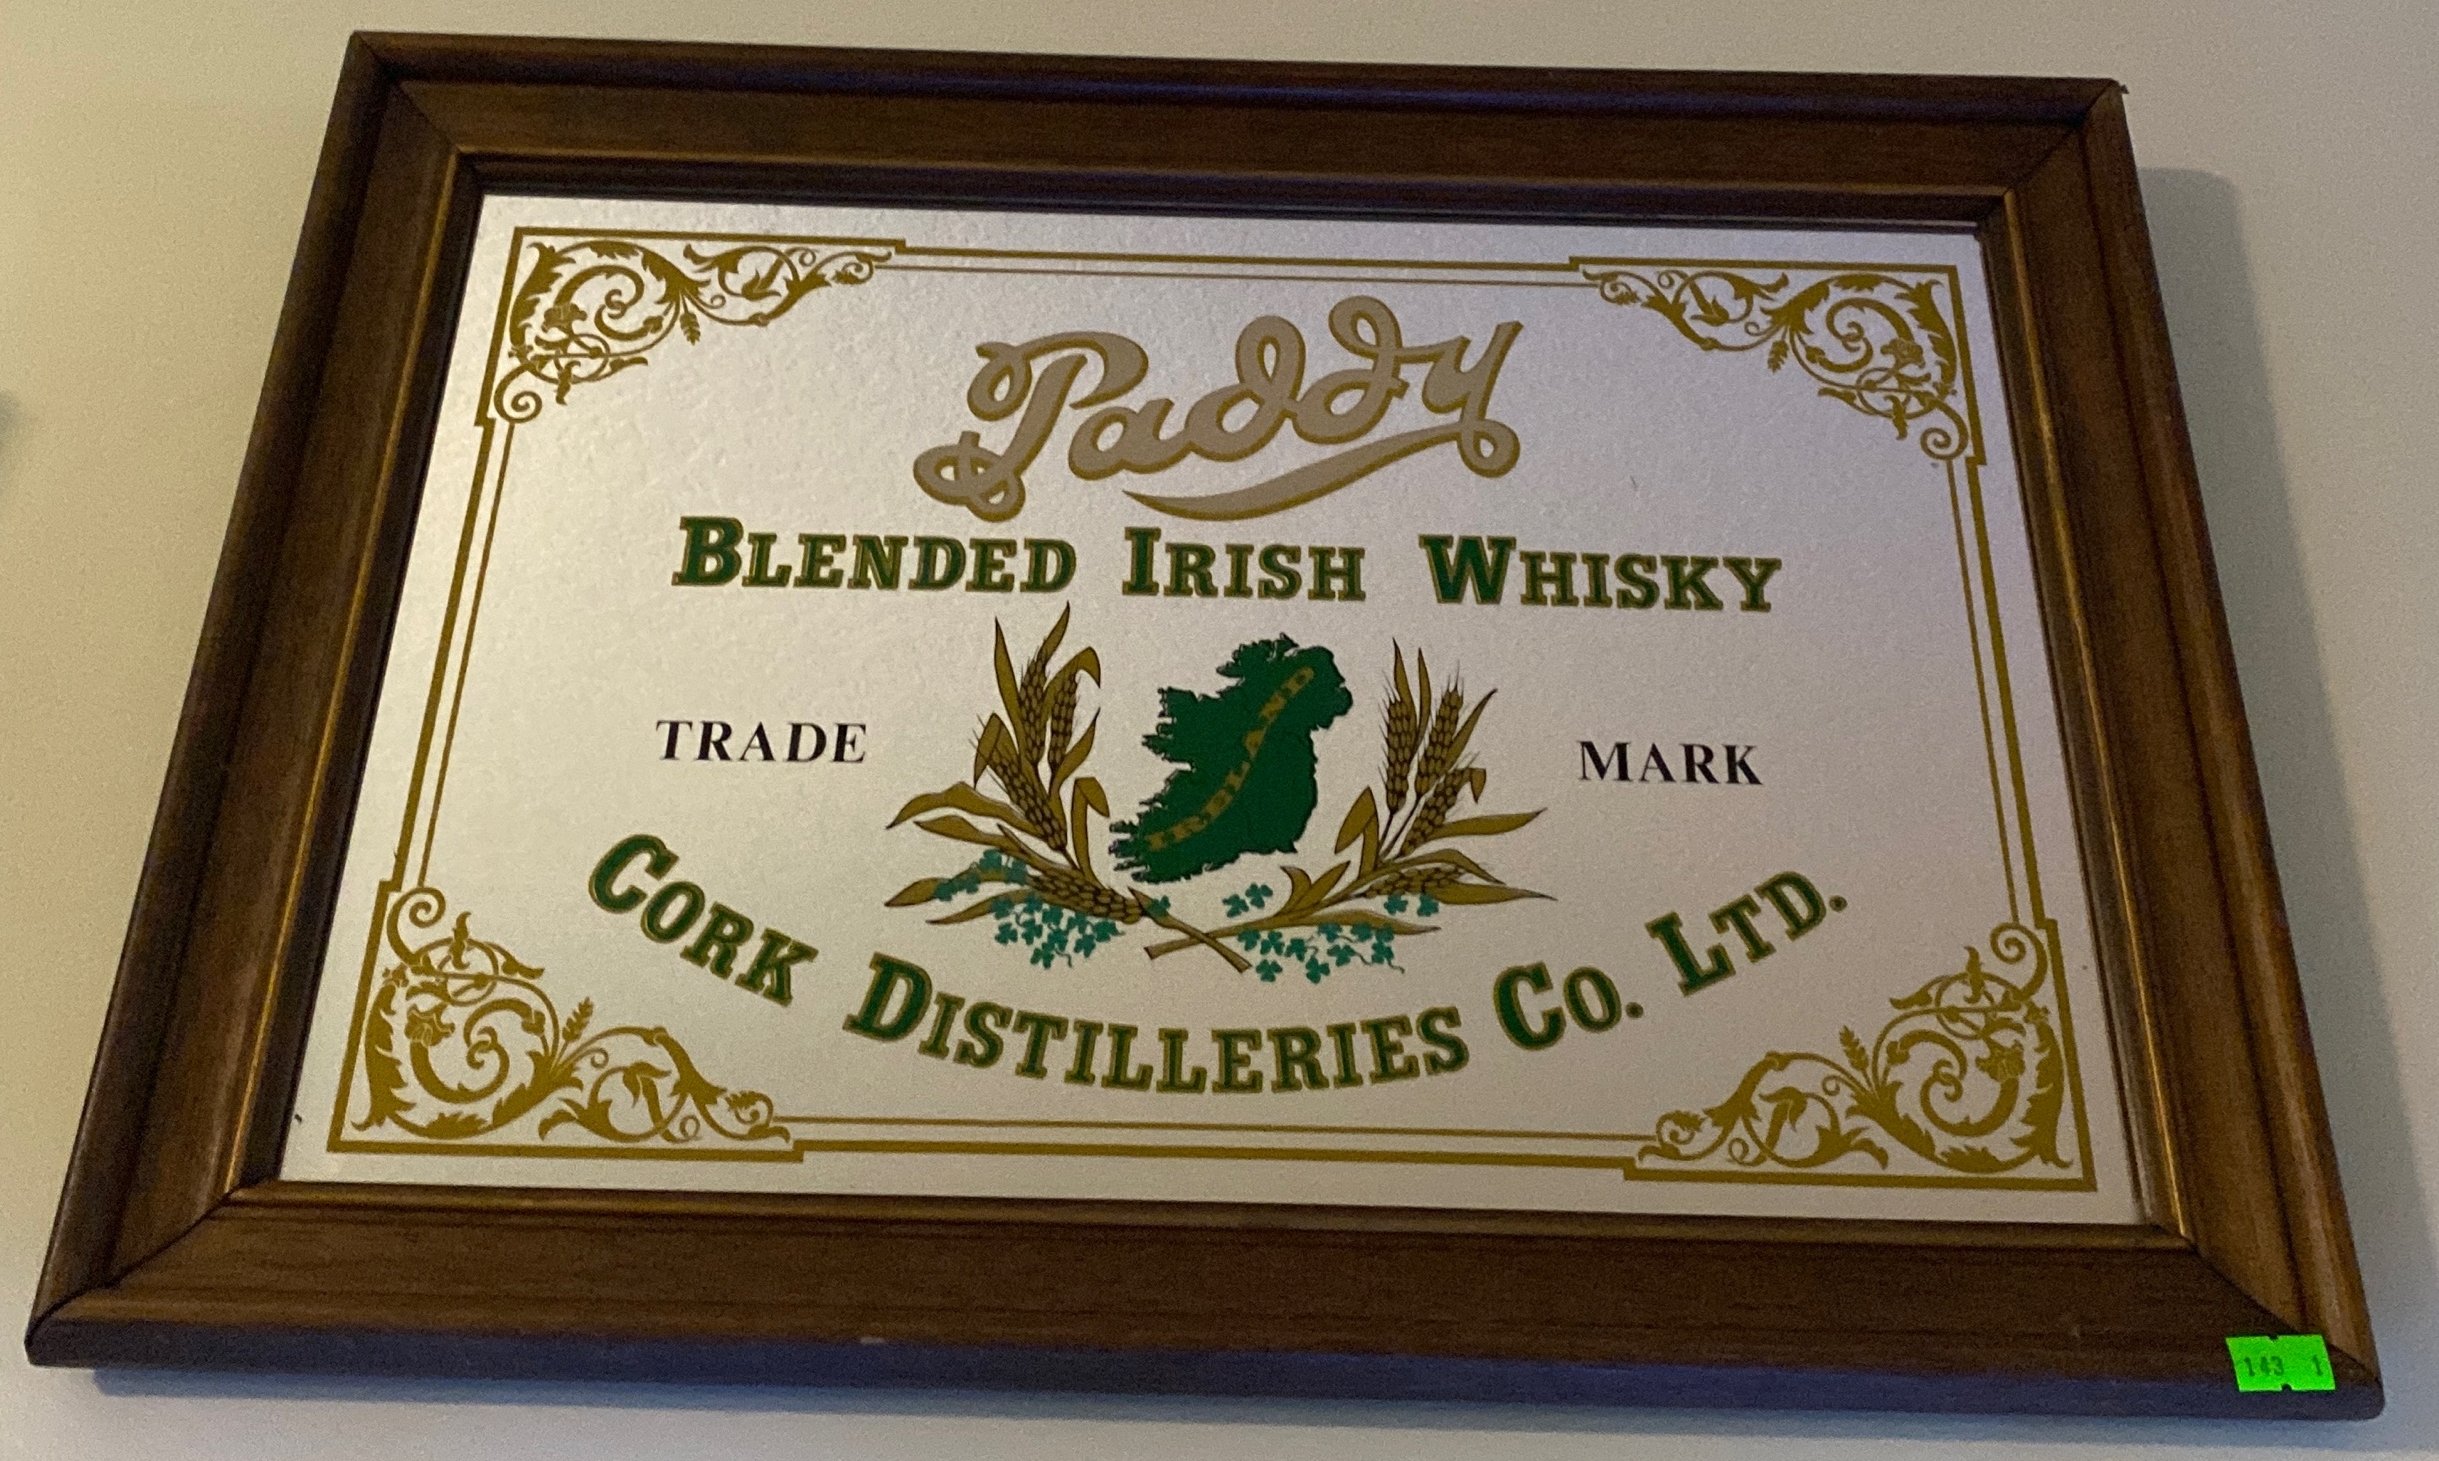 Paddy
BLENDED IRISH WHISKY
IRELAND
TRADE MARK
CORK DISTILLERIES CO. LTD.
143 1